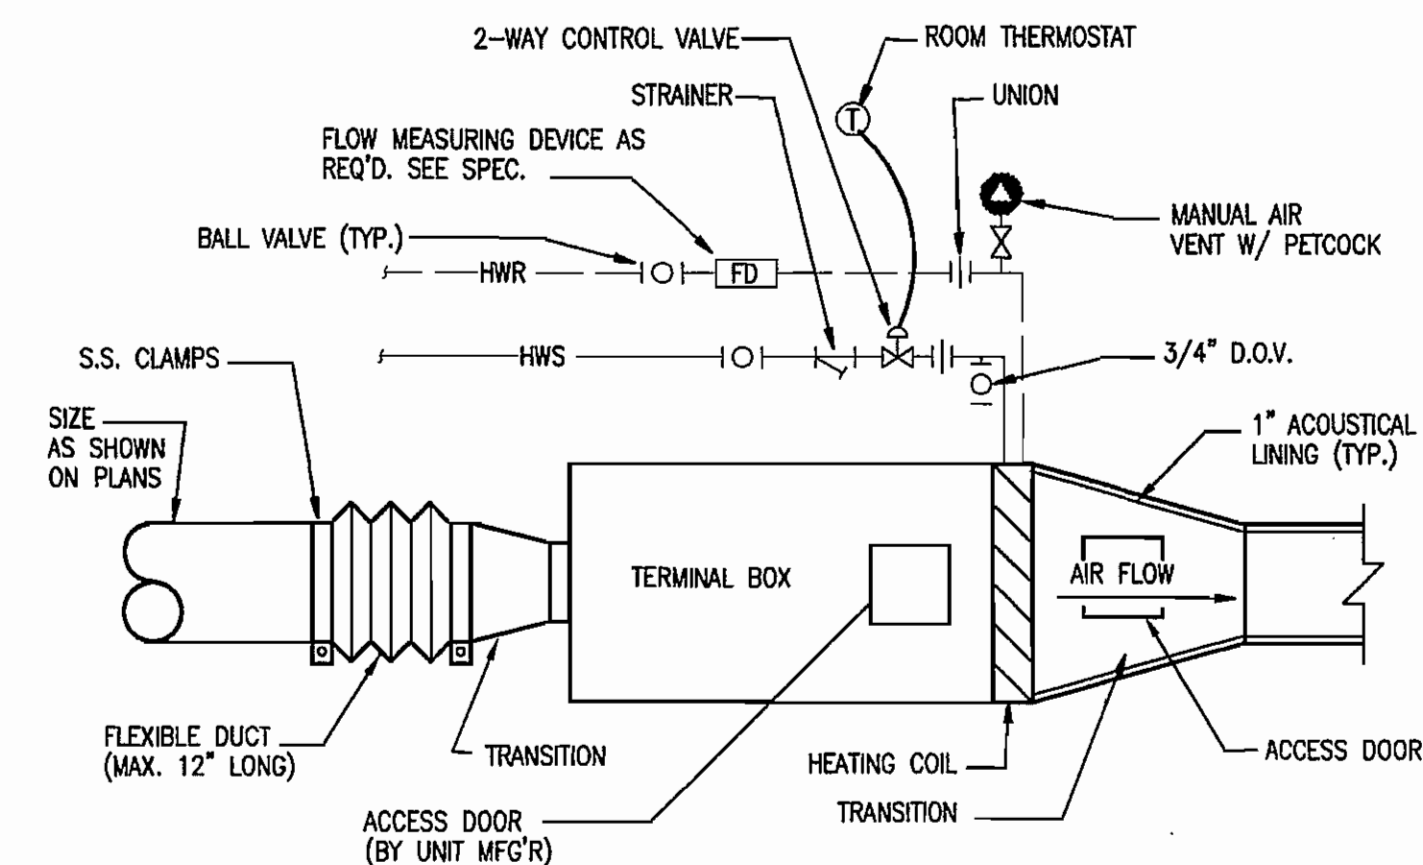 2-WAY CONTROL VALVE
ROOM THERMOSTAT
STRAINER
UNION
T
FLOW MEASURING DEVICE AS
REQ'D. SEE SPEC.
MANUAL AIR
VENT W/ PETCOCK
BALL VALVE (TYP.)
HWR
FD
S.S. CLAMPS
HWS
3/4" D.O.V.
SIZE
AS SHOWN
ON PLANS
1" ACOUSTICAL
LINING (TYP.)
TERMINAL BOX
AIR FLOW
FLEXIBLE DUCT
(MAX. 12" LONG)
TRANSITION
HEATING COIL
ACCESS DOOR
TRANSITION
ACCESS DOOR
(BY UNIT MFG'R)